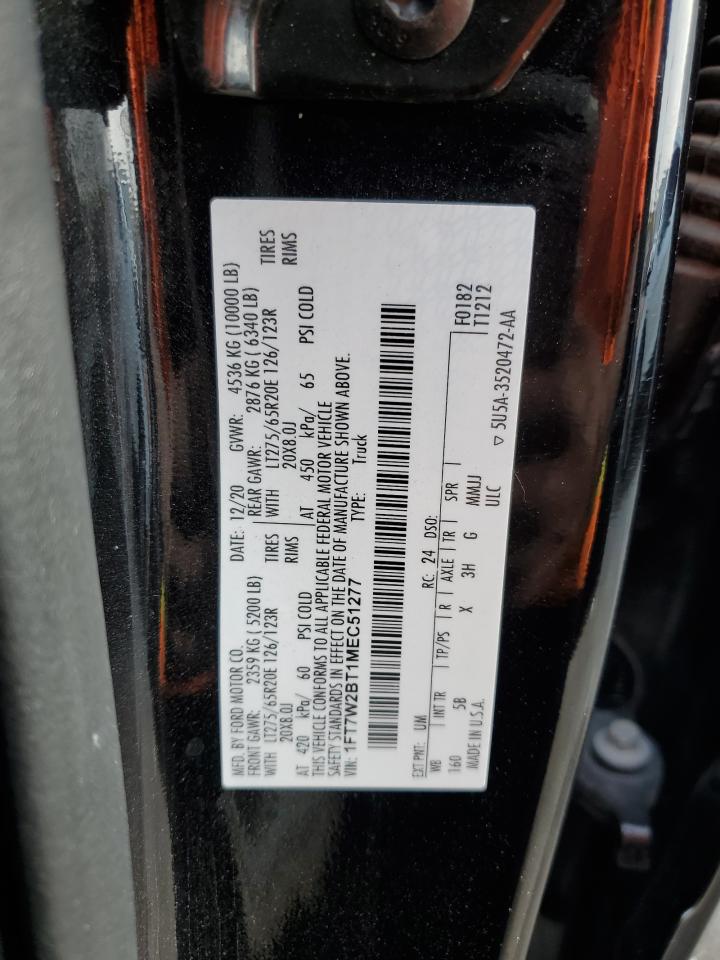 MFD. BY FORD MOTOR CO.
DATE: 12/20 GVWR: 4536 KG (10000 LB)
FRONT GAWR: 2359 KG ( 5200 LB) REAR GAWR: 2876 KG ( 6340 LB)
WITH LT275/65R20E 126/123R TIRES WITH LT275/65R20E 126/123R TIRES
20X8.0J RIMS 20X8.0J RIMS
AT 420 kPa/ 60 PSI COLD AT 450 kPa/ 65 PSI COLD
THIS VEHICLE CONFORMS TO ALL APPLICABLE FEDERAL MOTOR VEHICLE
SAFETY STANDARDS IN EFFECT ON THE DATE OF MANUFACTURE SHOWN ABOVE.
VIN: 1FT7W2BT1MEC51277 TYPE: Truck
EXT PNT: UM RC: 24 DSO: F0182
WB INT TR TP/PS R AXLE TR SPR T1212
160 5B X 3H G MMUJ
MADE IN U.S.A. ULC ▽ 5U5A-3520472-AA